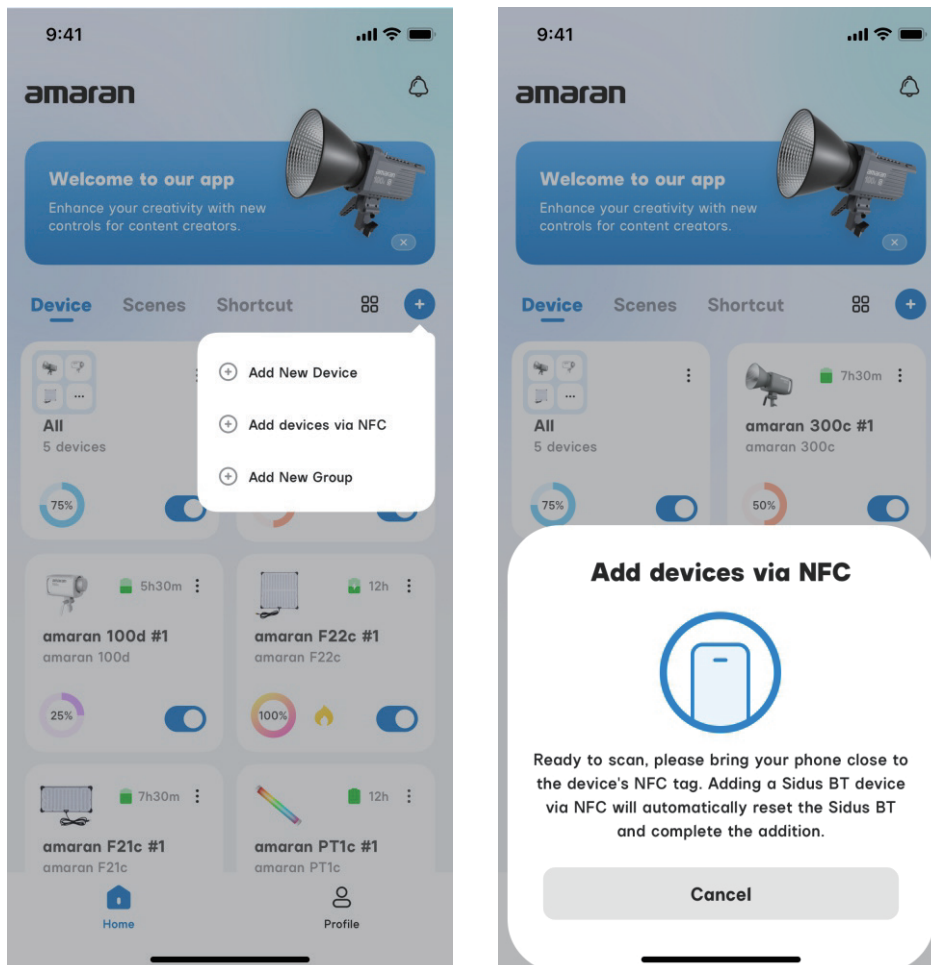 9:41
amaran
Welcome to our app
Enhance your creativity with new
controls for content creators.
Device Scenes Shortcut
Add New Device
Add devices via NFC
Add New Group
All
5 devices
75%
5h30m
amaran 100d #1
amaran 100d
25%
12h
amaran F22c #1
amaran F22c
100%
7h30m
amaran F21c #1
amaran F21c
12h
amaran PT1c #1
amaran PT1c
Home
Profile
9:41
amaran
Welcome to our app
Enhance your creativity with new
controls for content creators.
Device Scenes Shortcut
All
5 devices
75%
7h30m
amaran 300c #1
amaran 300c
50%
Add devices via NFC
Ready to scan, please bring your phone close to
the device's NFC tag. Adding a Sidus BT device
via NFC will automatically reset the Sidus BT
and complete the addition.
Cancel